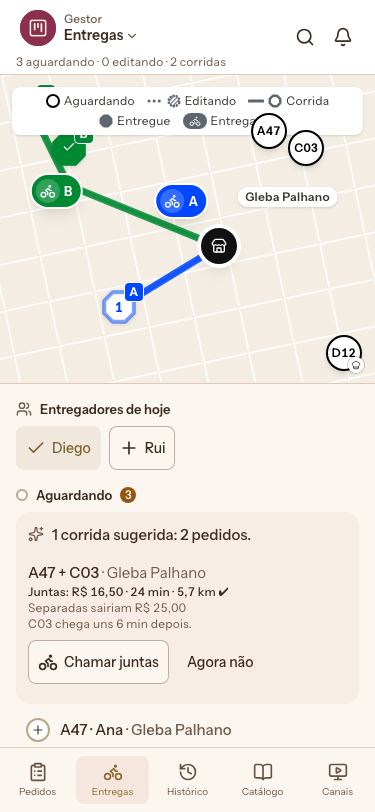 Gestor
Entregas
3 aguardando · 0 editando · 2 corridas
Aguardando Editando Corrida
Entregue
A47
C03
B
A
Gleba Palhano
A
1
D12
Entregadores de hoje
Diego
Rui
Aguardando 3
1 corrida sugerida: 2 pedidos.
A47 + C03 · Gleba Palhano
Juntas: R$ 16,50 · 24 min · 5,7 km ✔
Separadas sairiam R$ 25,00
C03 chega uns 6 min depois.
Chamar juntas Agora não
A47 · Ana · Gleba Palhano
Pedidos Entregas Histórico Catálogo Canais